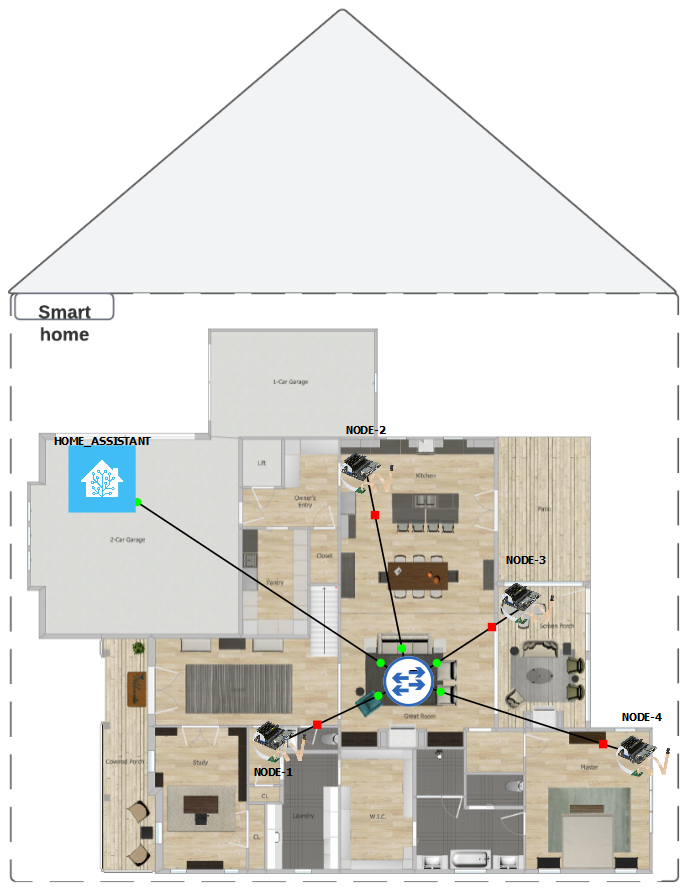 Smart
home
1-Car Garage
NODE-2
HOME_ASSISTANT
Lift
Kitchen
Owner's
Entry
Patio
2-Car Garage
Closet
NODE-3
Pantry
Screen Porch
Great Room
NODE-4
Covered Porch
Study
Master
NODE-1
CL
Laundry
W.I.C.
CL